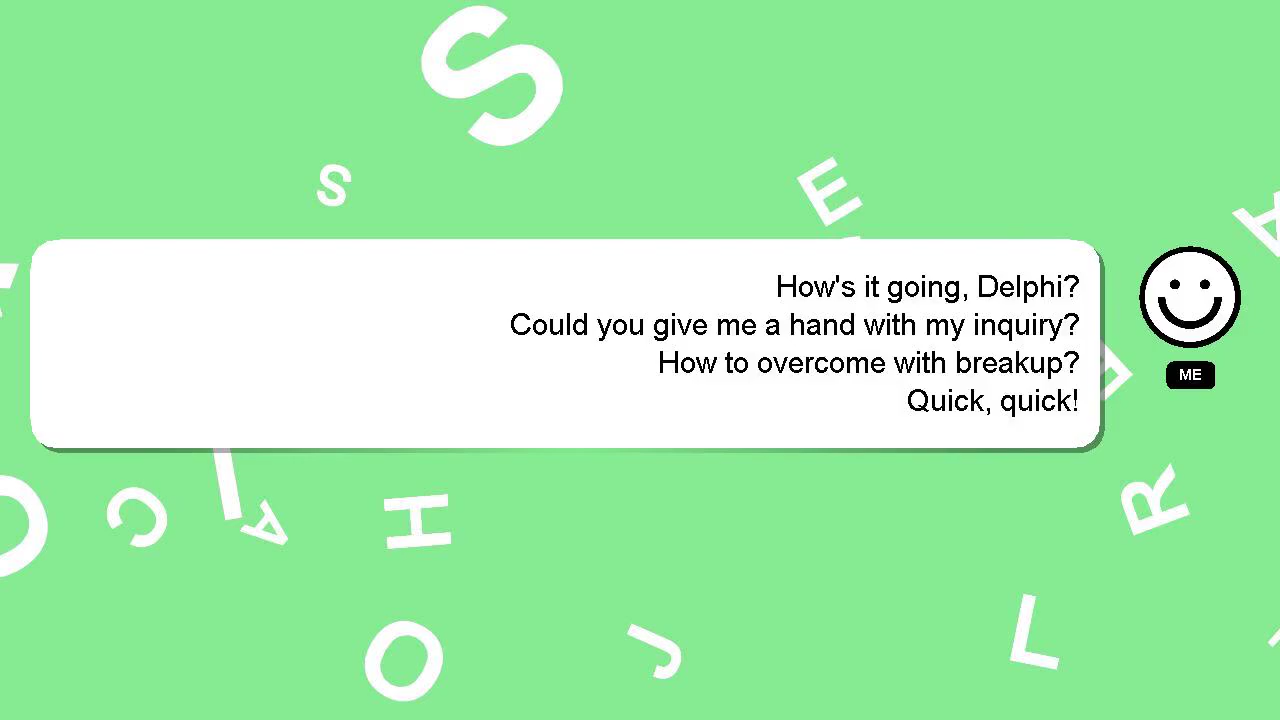 How's it going, Delphi?
Could you give me a hand with my inquiry?
How to overcome with breakup?
Quick, quick!
ME
S
S
E
A
E
C
A
H
R
O
J
L